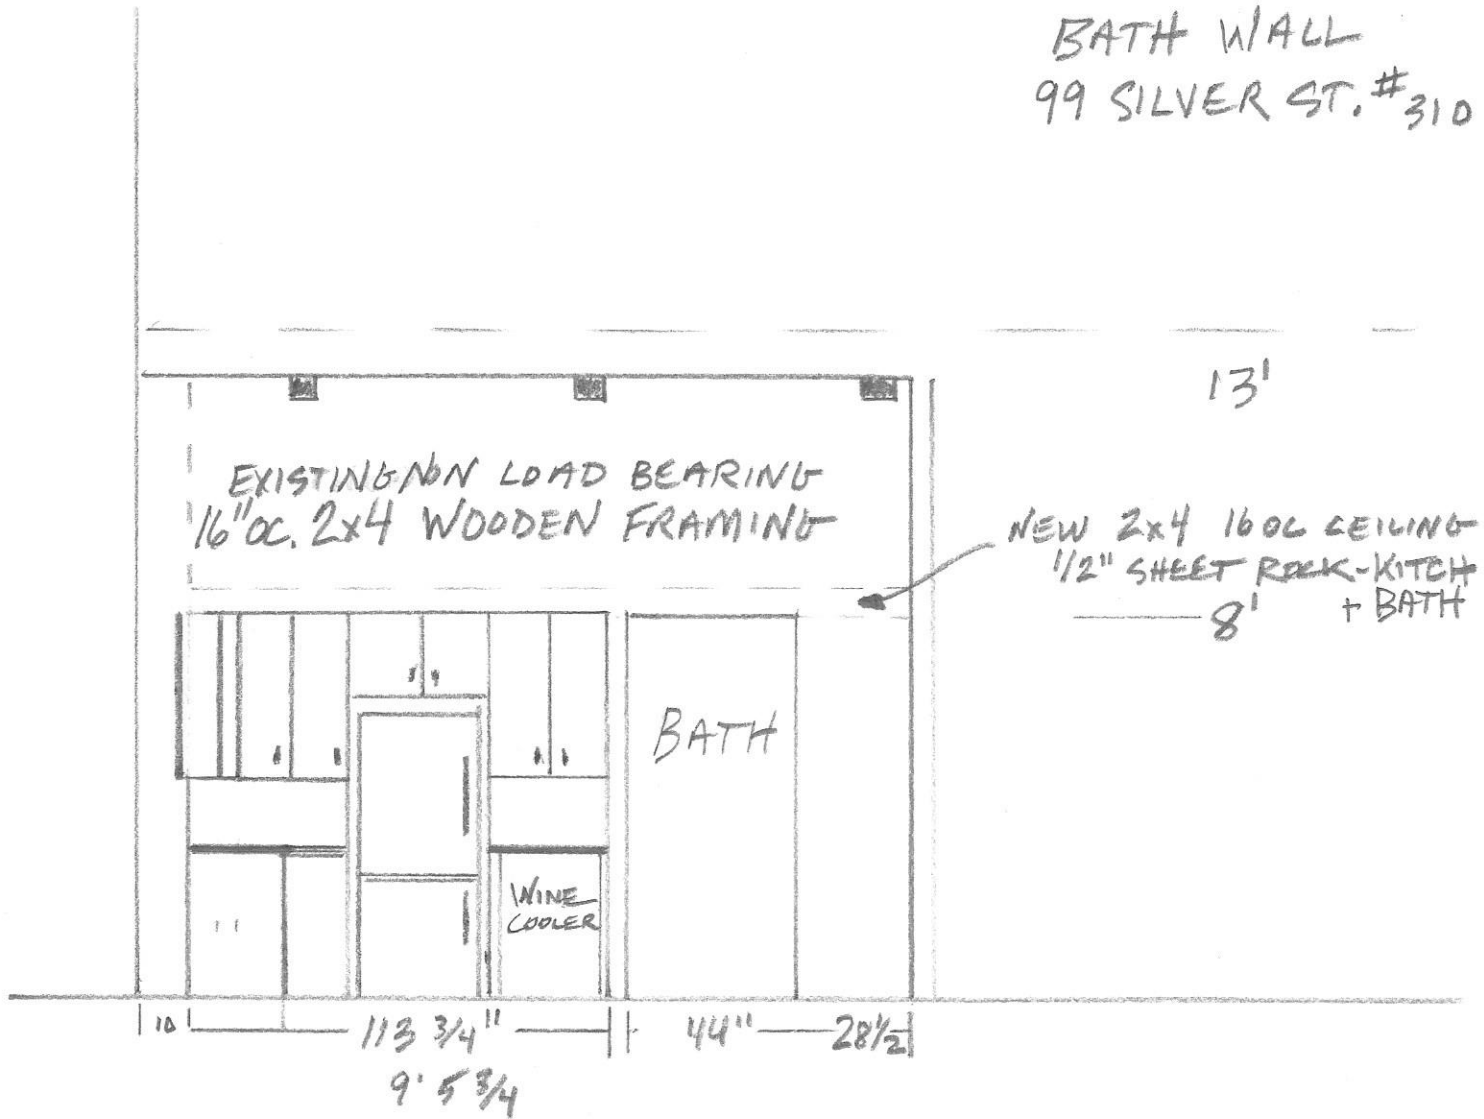 BATH WALL
99 SILVER ST. #310
13'
EXISTING NON LOAD BEARING
16" OC. 2x4 WOODEN FRAMING
NEW 2x4 16 OC CEILING
1/2" SHEET ROCK-KITCH
+ BATH
8'
BATH
WINE
COOLER
10 113 3/4" 44" 28 1/2
9' 5 3/4